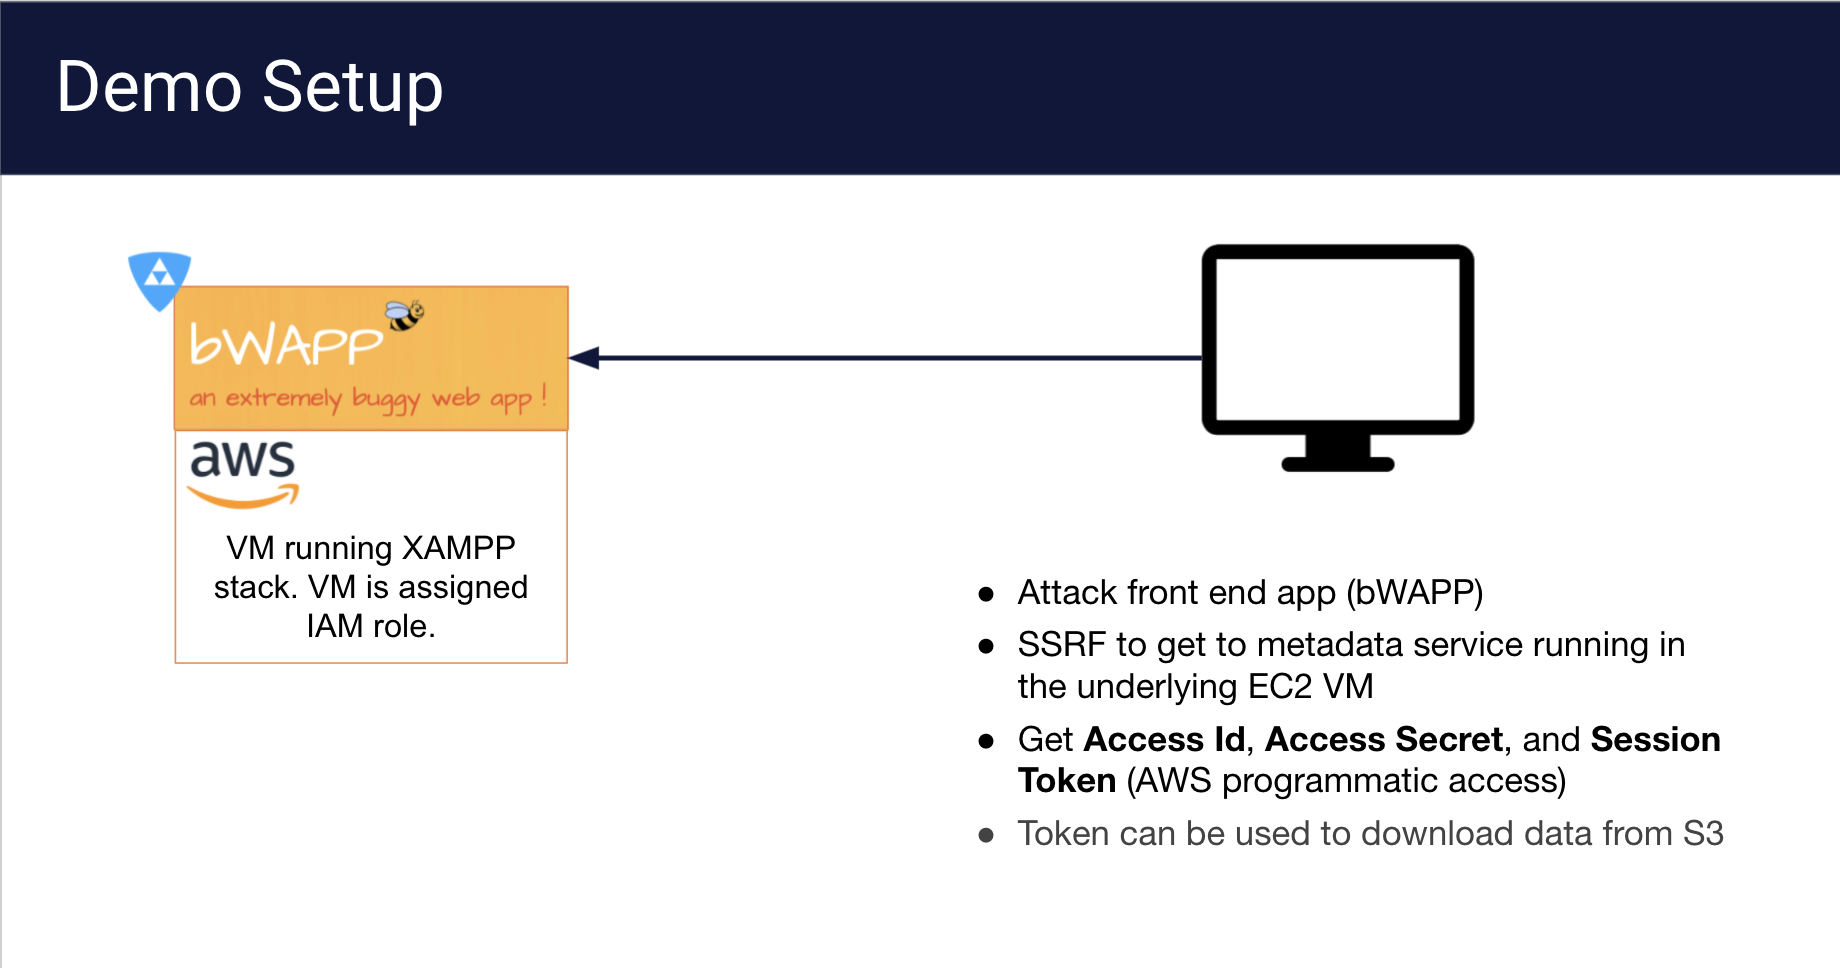 Demo Setup
bWAPP
an extremely buggy web app !
aws
VM running XAMPP
stack. VM is assigned
IAM role.
● Attack front end app (bWAPP)
● SSRF to get to metadata service running in
the underlying EC2 VM
● Get Access Id, Access Secret, and Session
Token (AWS programmatic access)
● Token can be used to download data from S3